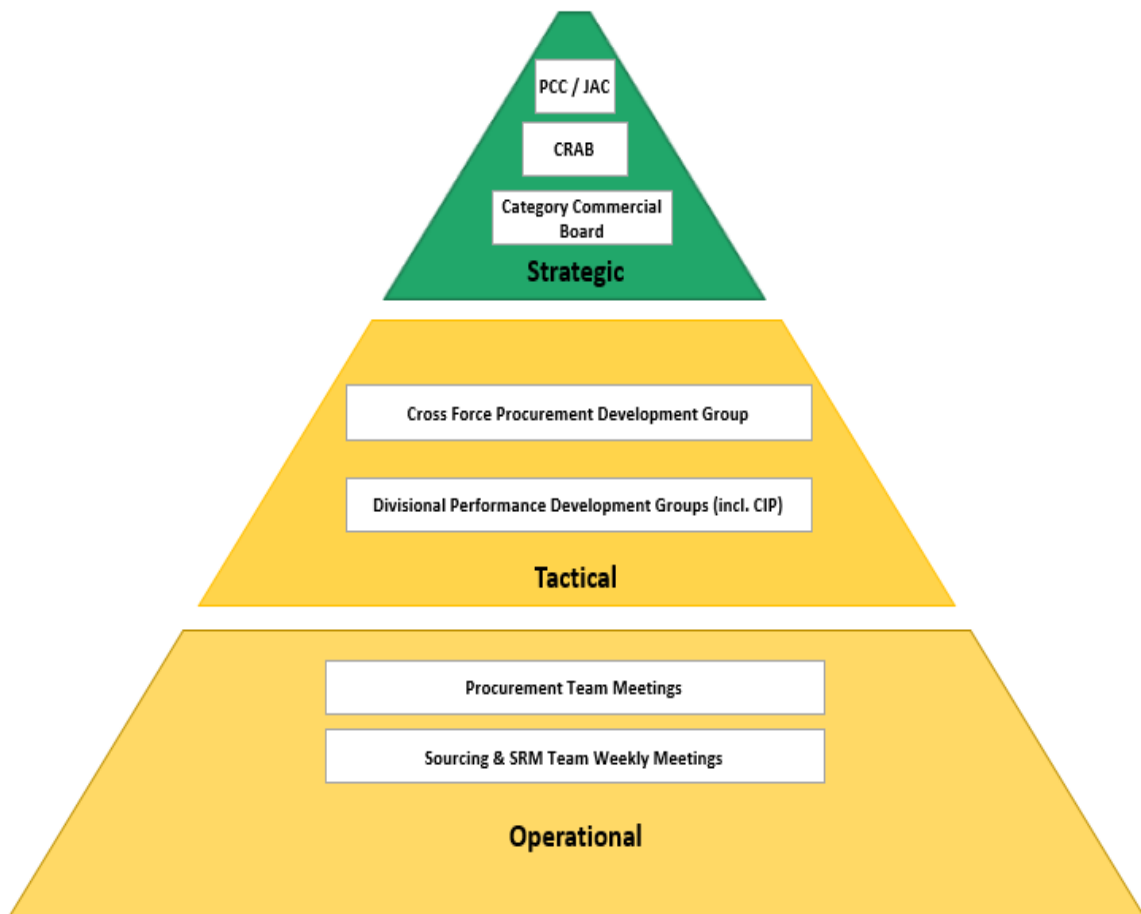 PCC / JAC
CRAB
Category Commercial
Board
Strategic
Cross Force Procurement Development Group
Divisional Performance Development Groups (incl. CIP)
Tactical
Procurement Team Meetings
Sourcing & SRM Team Weekly Meetings
Operational